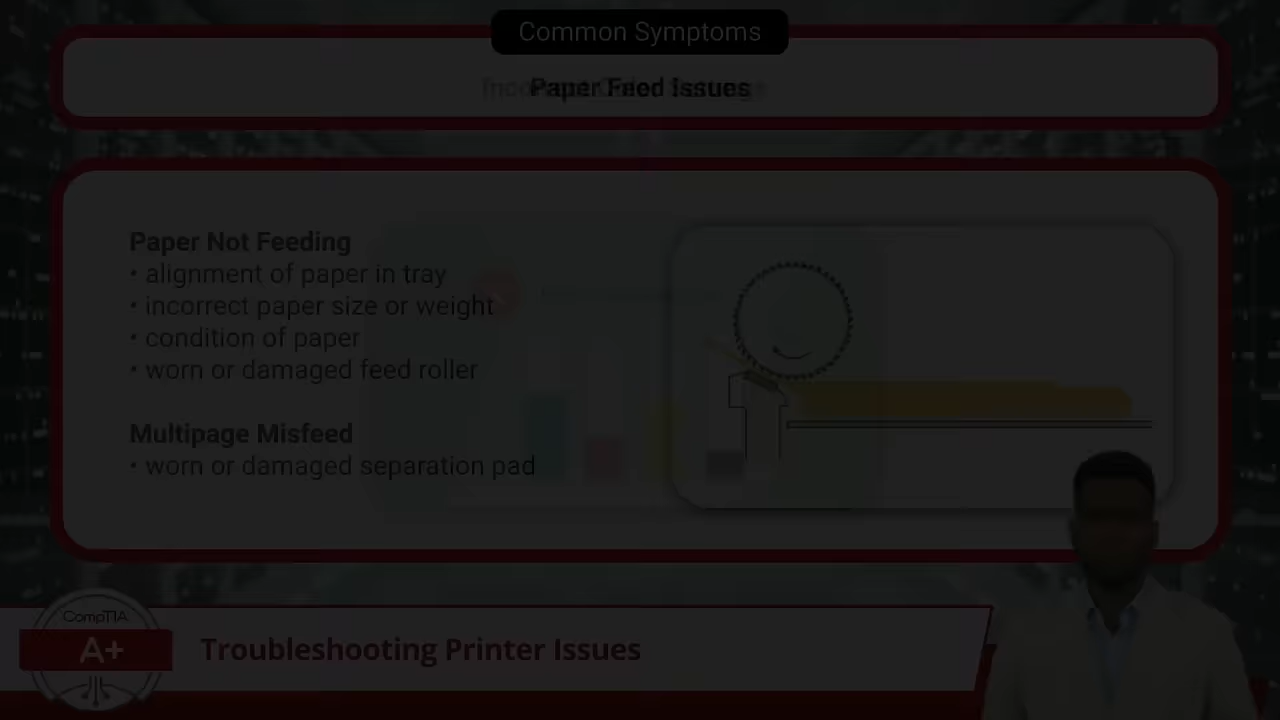 Common Symptoms
Paper Feed Issues
Paper Not Feeding
• alignment of paper in tray
• incorrect paper size or weight
• condition of paper
• worn or damaged feed roller
Multipage Misfeed
• worn or damaged separation pad
CompTIA
A+
Troubleshooting Printer Issues